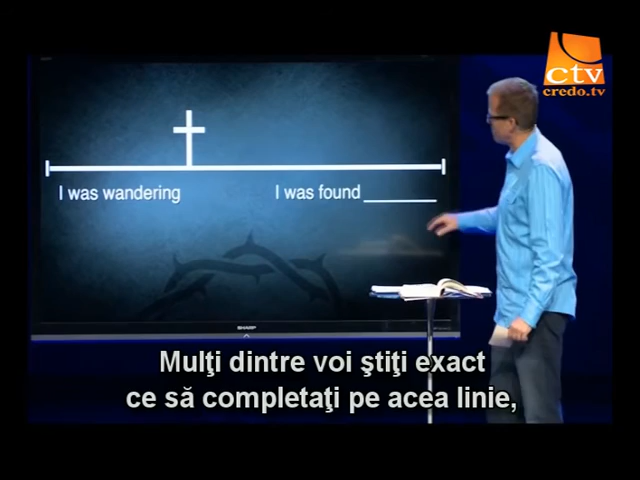 ctv
credo.tv
I was wandering
I was found ________
SHARP
Mulţi dintre voi ştiţi exact
ce să completaţi pe acea linie,